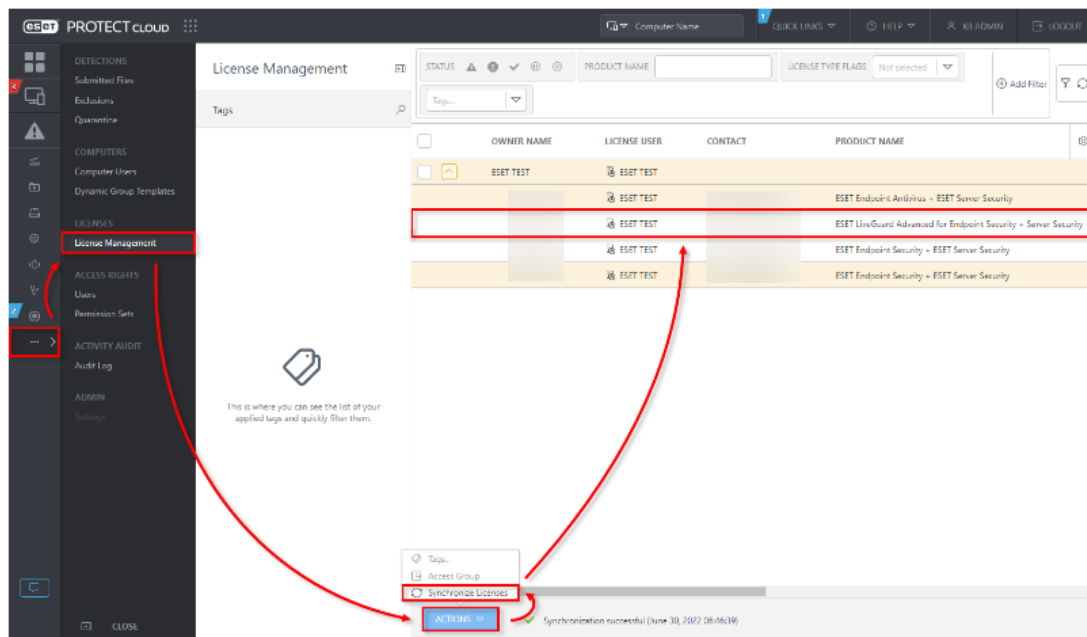 eset PROTECT CLOUD
Computer Name
1
QUICK LINKS
HELP
KB ADMIN
LOGOUT
DETECTIONS
Submitted Files
Exclusions
Quarantine
COMPUTERS
Computer Users
Dynamic Group Templates
LICENSES
License Management
ACCESS RIGHTS
Users
Permission Sets
ACTIVITY AUDIT
Audit Log
ADMIN
Settings
CLOSE
2
2
License Management
Tags
This is where you can see the list of your
applied tags and quickly filter them.
STATUS
PRODUCT NAME
LICENSE TYPE FLAGS
Not selected
Add Filter
Tags...
OWNER NAME LICENSE USER CONTACT PRODUCT NAME
ESET TEST ESET TEST
ESET TEST ESET Endpoint Antivirus + ESET Server Security
ESET TEST ESET LiveGuard Advanced for Endpoint Security + Server Security
ESET TEST ESET Endpoint Security + ESET Server Security
ESET TEST ESET Endpoint Security + ESET Server Security
Tags...
Access Group
Synchronize Licenses
ACTIONS
Synchronization successful (June 30, 2022 06:46:39)